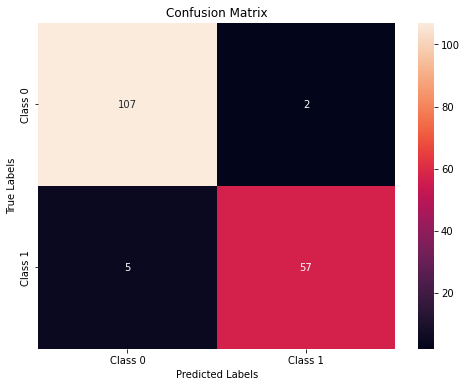 Confusion Matrix
Class 0
Class 1
True Labels
107
2
5
57
Class 0
Class 1
Predicted Labels
100
80
60
40
20